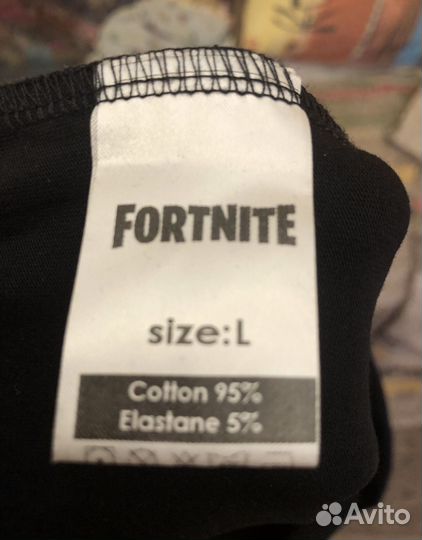 FORTNITE
size:L
Cotton 95%
Elastane 5%
Avito